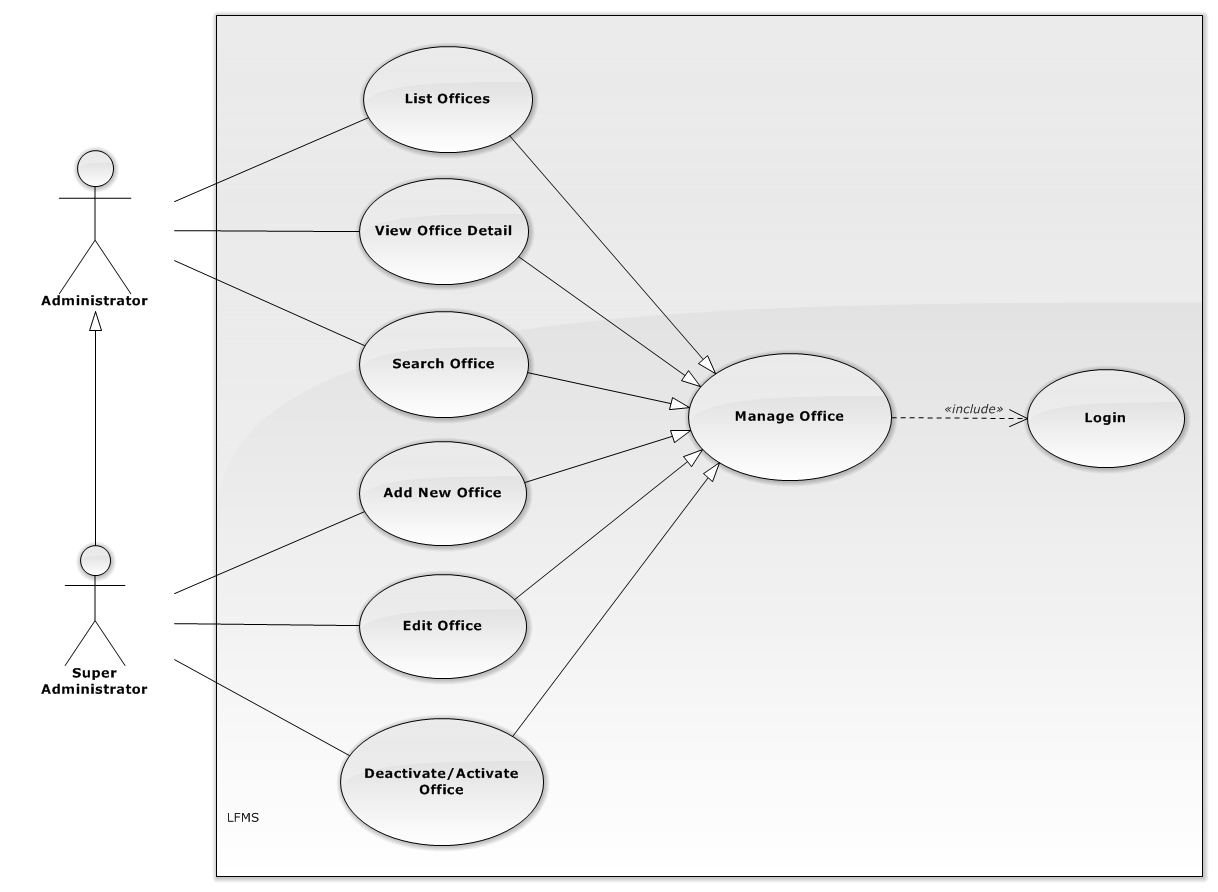 List Offices
View Office Detail
Administrator
Search Office
Manage Office
«include»
Login
Add New Office
Edit Office
Super
Administrator
Deactivate/Activate
Office
LFMS